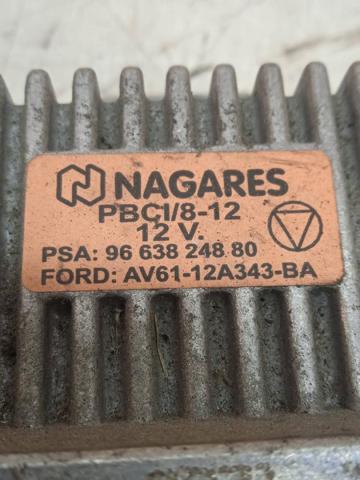 NAGARES
PBCI/8-12
12 V.
PSA: 96 638 248 80
FORD: AV61-12A343-BA